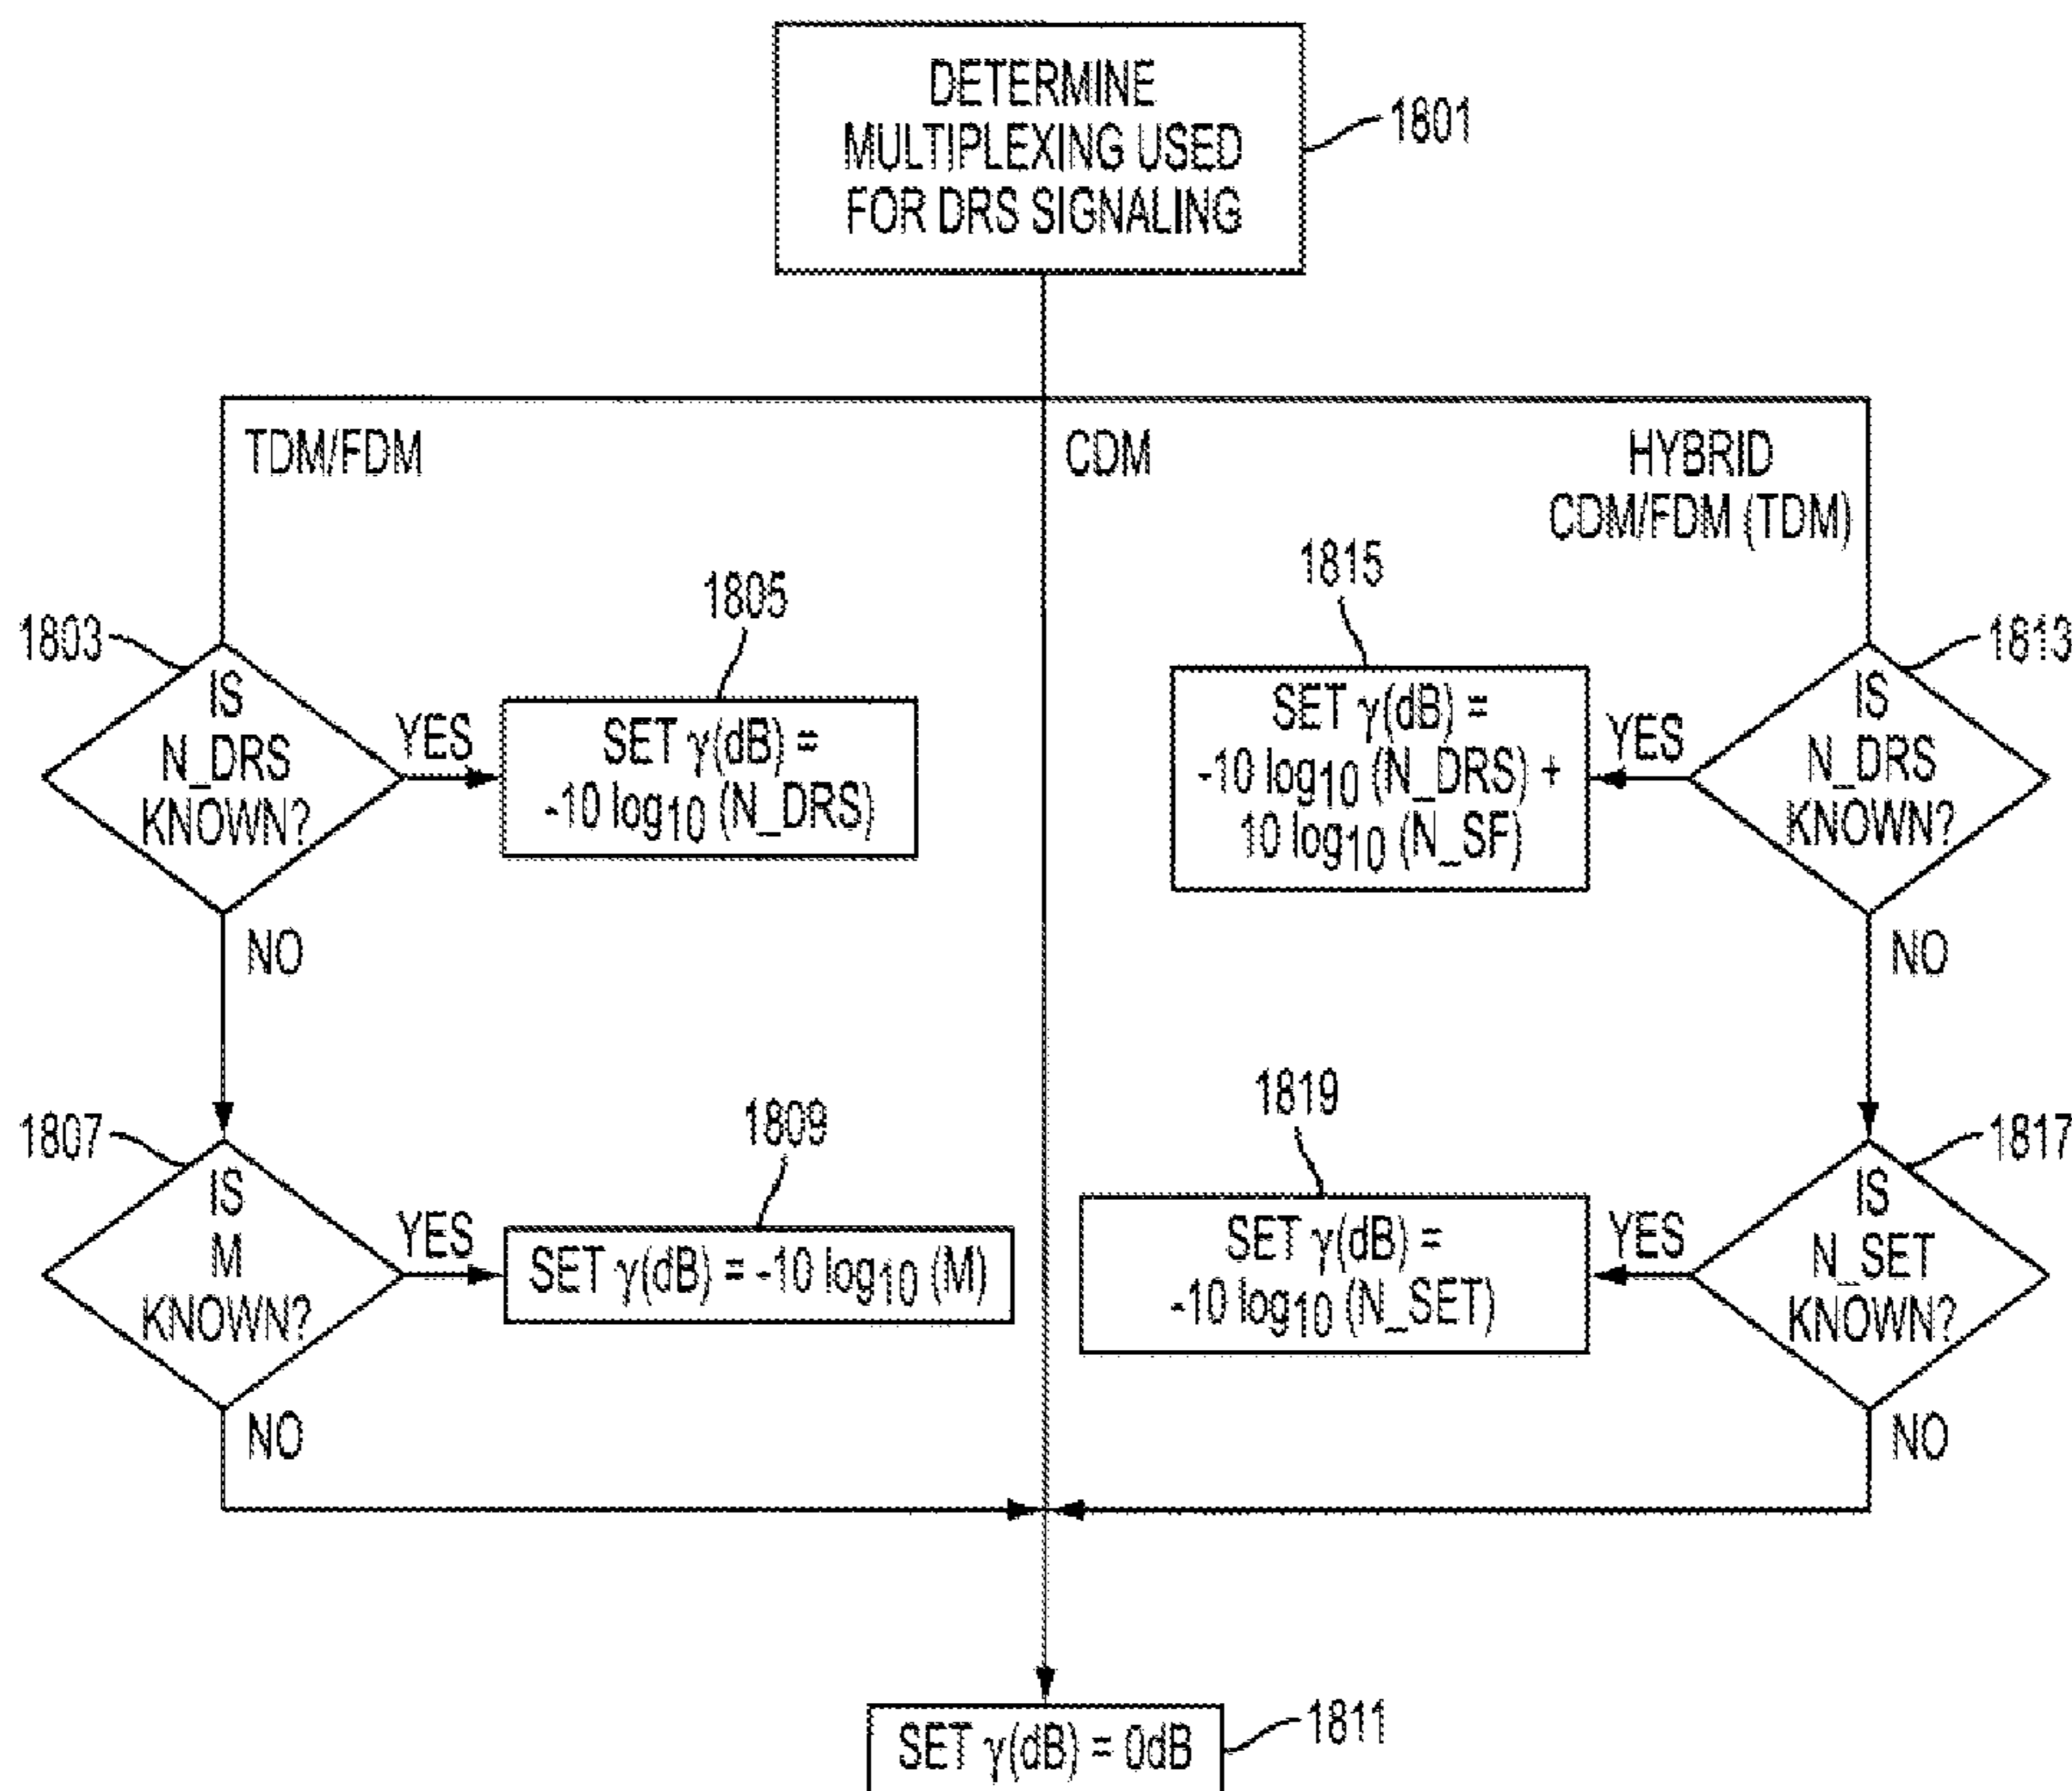 DETERMINE
MULTIPLEXING USED
FOR DRS SIGNALING
1801
TDM/FDM
CDM
HYBRID
CDM/FDM (TDM)
1803
IS
N_DRS
KNOWN?
YES
NO
1805
SET γ(dB) =
-10 log10 (N_DRS)
1815
SET γ(dB) =
-10 log10 (N_DRS) +
10 log10 (N_SF)
1813
IS
N_DRS
KNOWN?
YES
NO
1807
IS
M
KNOWN?
YES
NO
1809
SET γ(dB) = -10 log10 (M)
1819
SET γ(dB) =
-10 log10 (N_SET)
1817
IS
N_SET
KNOWN?
YES
NO
SET γ(dB) = 0dB
1811